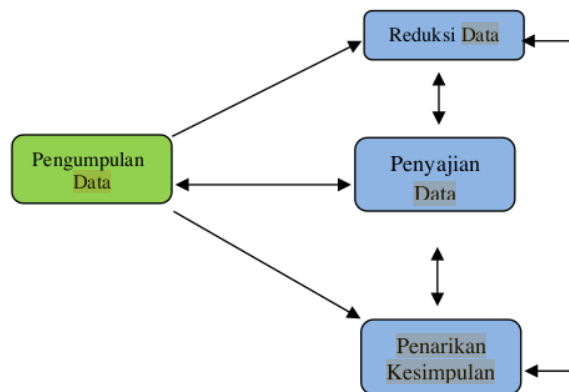 Reduksi Data
Pengumpulan
Data
Penyajian
Data
Penarikan
Kesimpulan